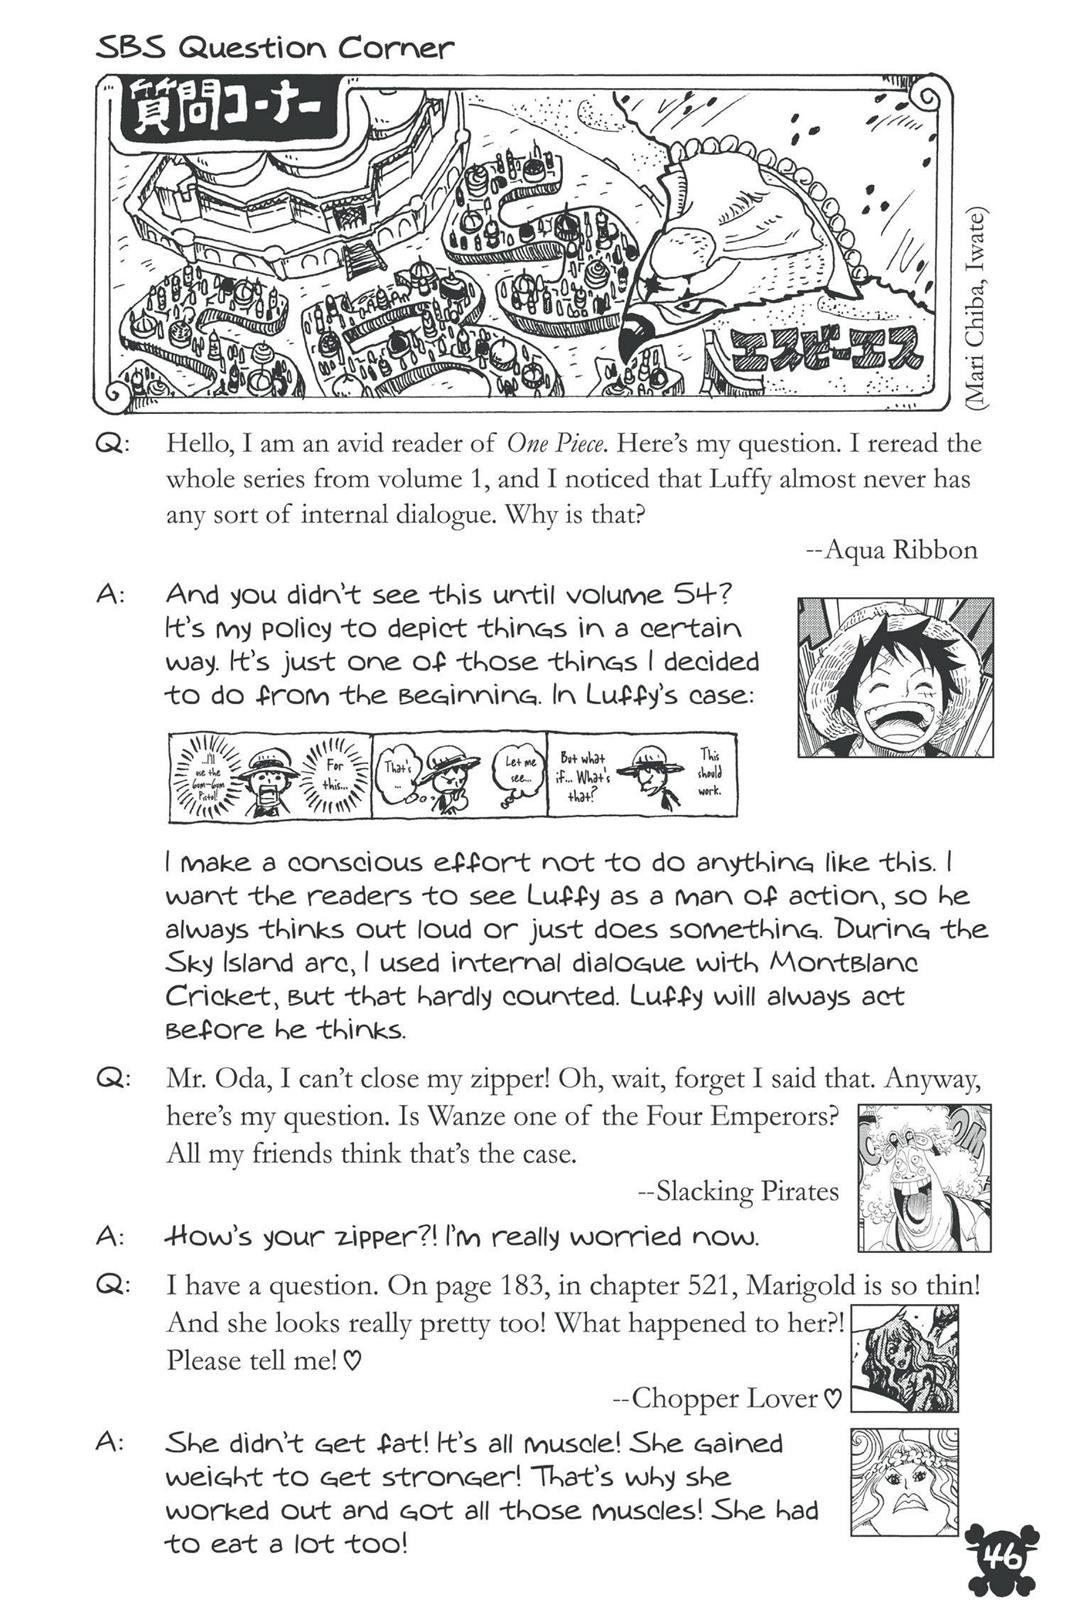 SBS Question Corner
質問コーナー
エスビーエス
(Mari Chiba, Iwate)
Q: Hello, I am an avid reader of One Piece. Here's my question. I reread the
whole series from volume 1, and I noticed that Luffy almost never has
any sort of internal dialogue. Why is that?
--Aqua Ribbon
A: And you didn't see this until volume 54?
It's my policy to depict things in a certain
way. It's just one of those things I decided
to do from the beginning. In Luffy's case:
For
this...
...I'll
use the
Gum-Gum
Pistol!
Let me
see...
That's
...
This
should
work.
But what
if... What's
that?
I make a conscious effort not to do anything like this. I
want the readers to see Luffy as a man of action, so he
always thinks out loud or just does something. During the
Sky Island arc, I used internal dialogue with Montblanc
Cricket, but that hardly counted. Luffy will always act
before he thinks.
Q: Mr. Oda, I can't close my zipper! Oh, wait, forget I said that. Anyway,
here's my question. Is Wanze one of the Four Emperors?
All my friends think that's the case.
--Slacking Pirates
A: How's your zipper?! I'm really worried now.
Q: I have a question. On page 183, in chapter 521, Marigold is so thin!
And she looks really pretty too! What happened to her?!
Please tell me! ♡
--Chopper Lover ♡
A: She didn't get fat! It's all muscle! She gained
weight to get stronger! That's why she
worked out and got all those muscles! She had
to eat a lot too!
46